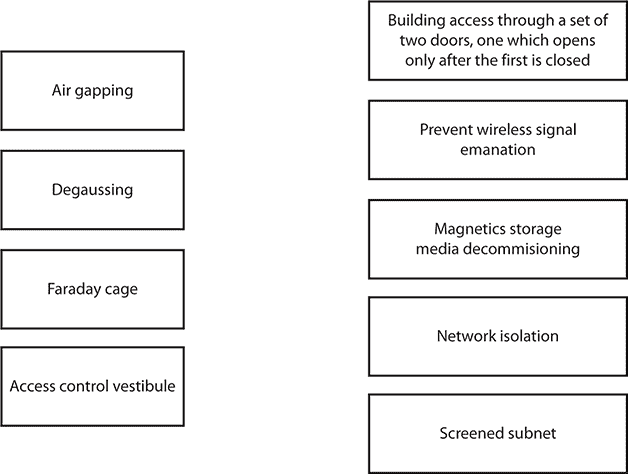 Air gapping
Degaussing
Faraday cage
Access control vestibule
Building access through a set of
two doors, one which opens
only after the first is closed
Prevent wireless signal
emanation
Magnetics storage
media decommisioning
Network isolation
Screened subnet